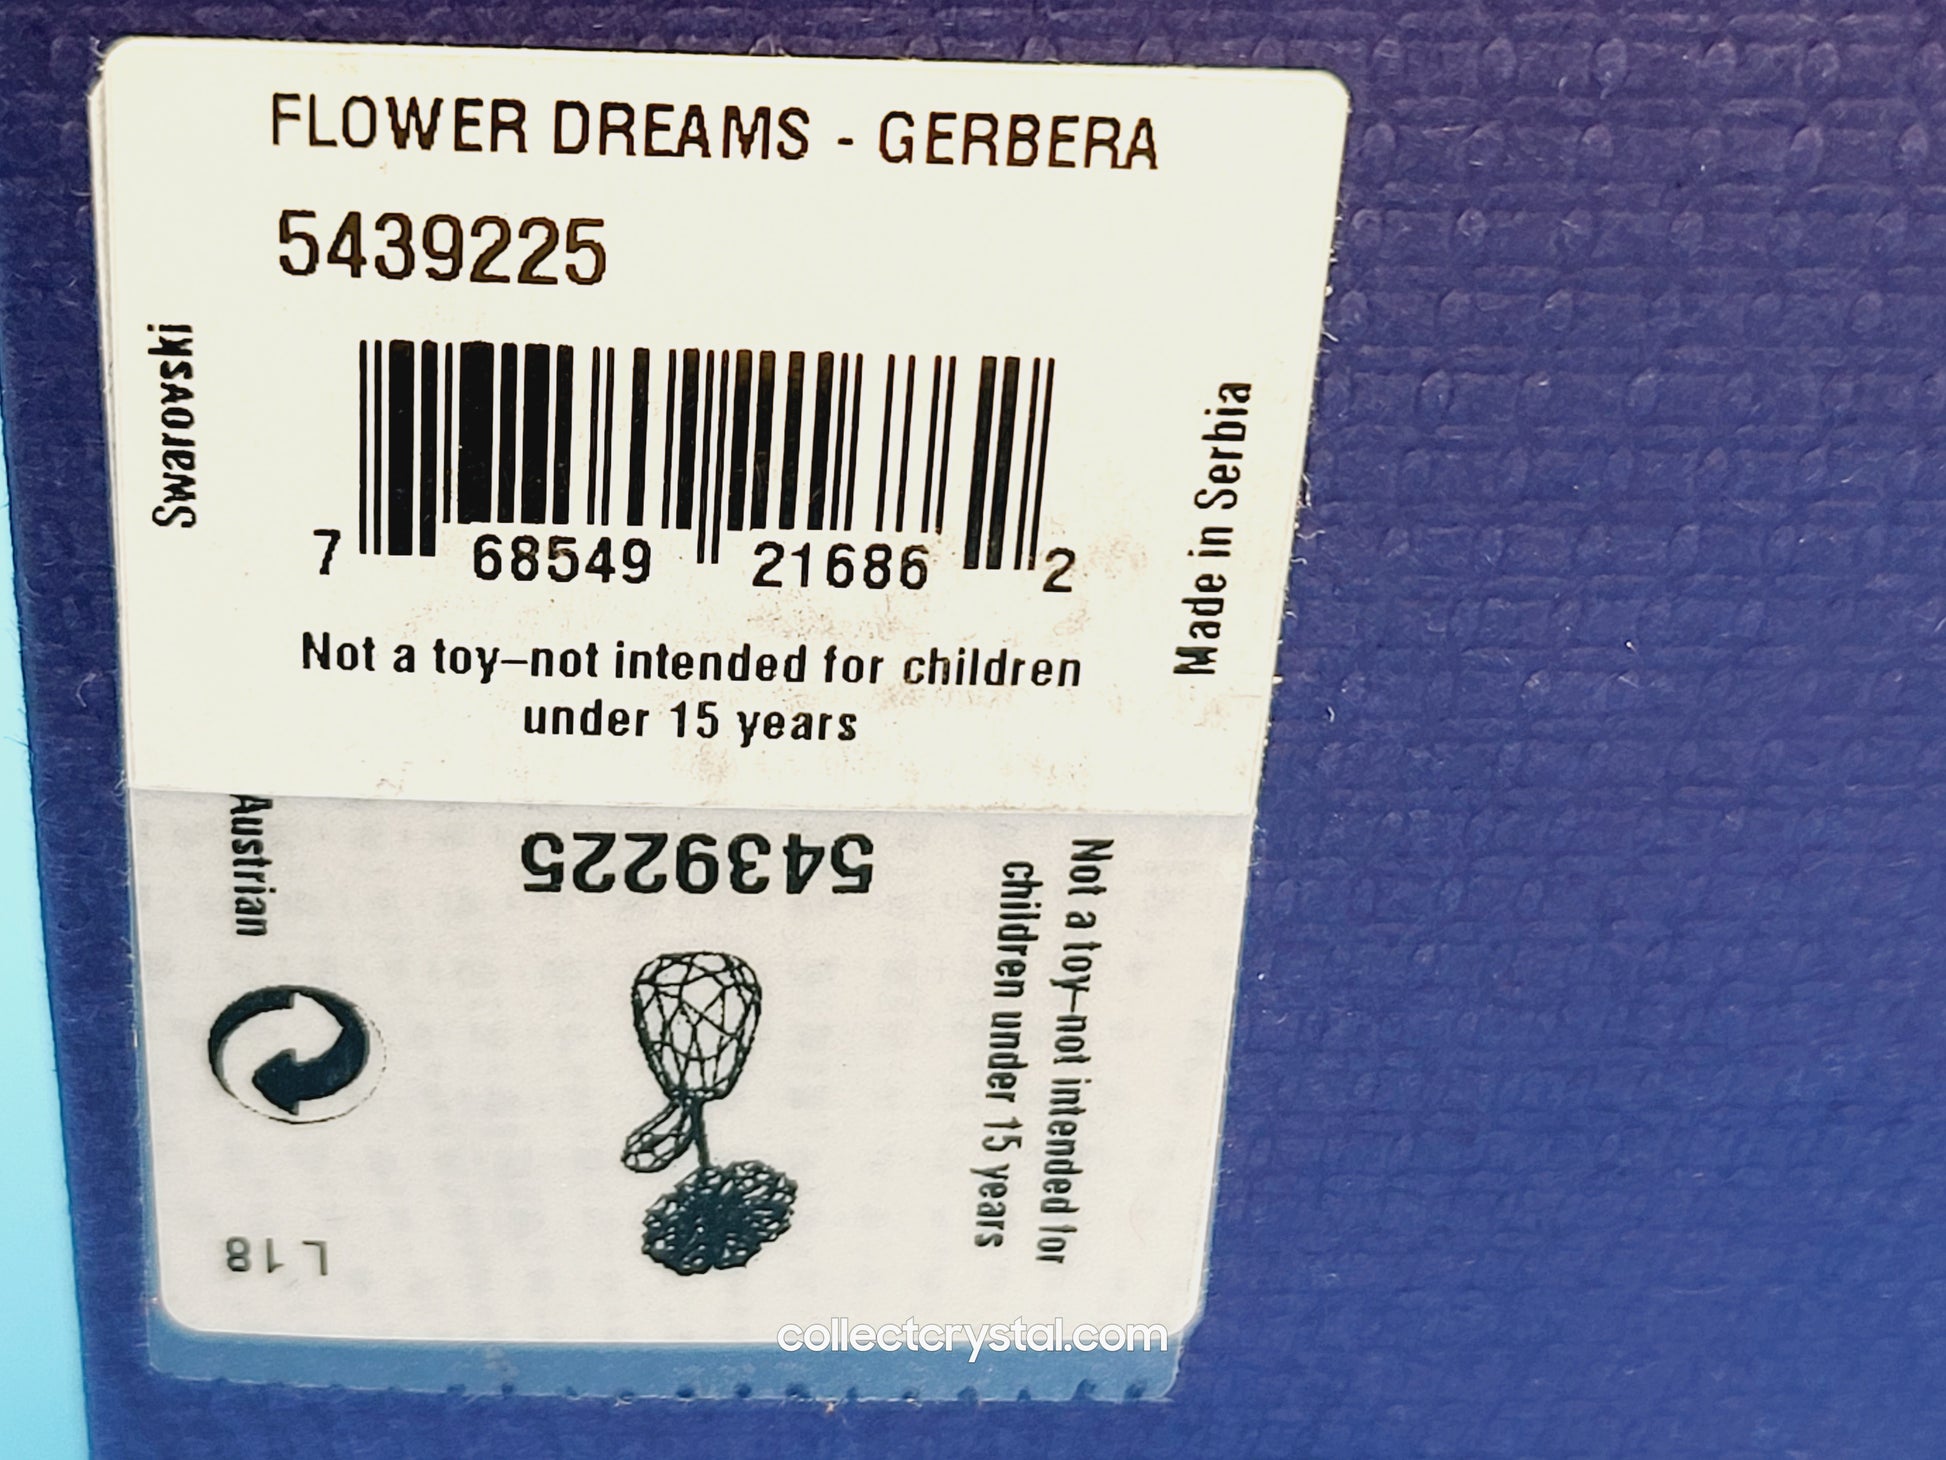 FLOWER DREAMS - GERBERA
5439225
Swarovski
7 68549 21686 2
Made in Serbia
Not a toy–not intended for children
under 15 years
Austrian
5439225
Not a toy–not intended for
children under 15 years
L 18
collectcrystal.com